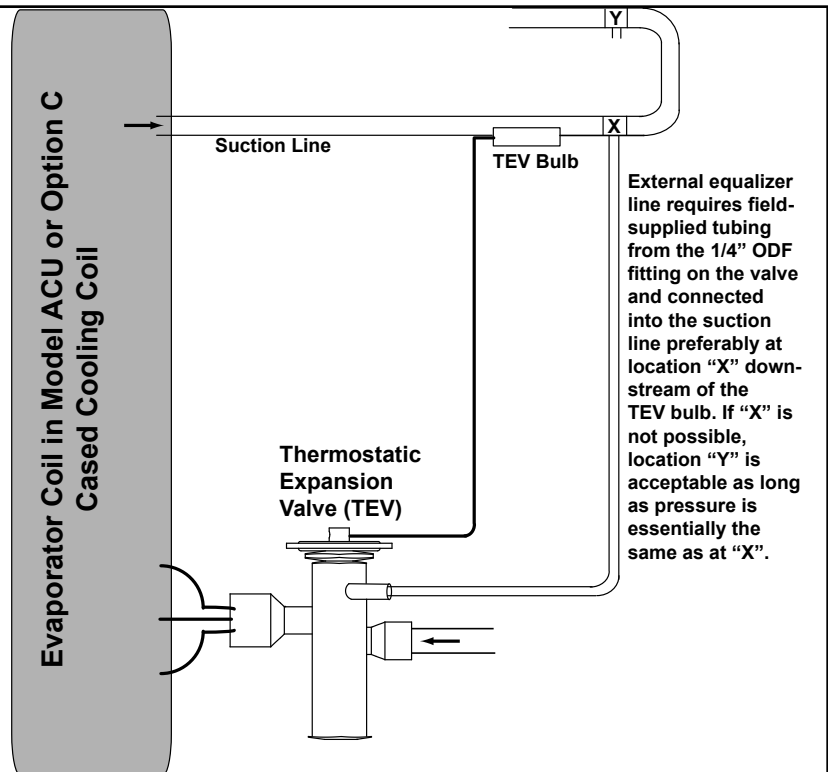 Y
X
Suction Line
TEV Bulb
Evaporator Coil in Model ACU or Option C
Cased Cooling Coil
External equalizer
line requires field-
supplied tubing
from the 1/4” ODF
fitting on the valve
and connected
into the suction
line preferably at
location “X” down-
stream of the
TEV bulb. If “X” is
not possible,
location “Y” is
acceptable as long
as pressure is
essentially the
same as at “X”.
Thermostatic
Expansion
Valve (TEV)